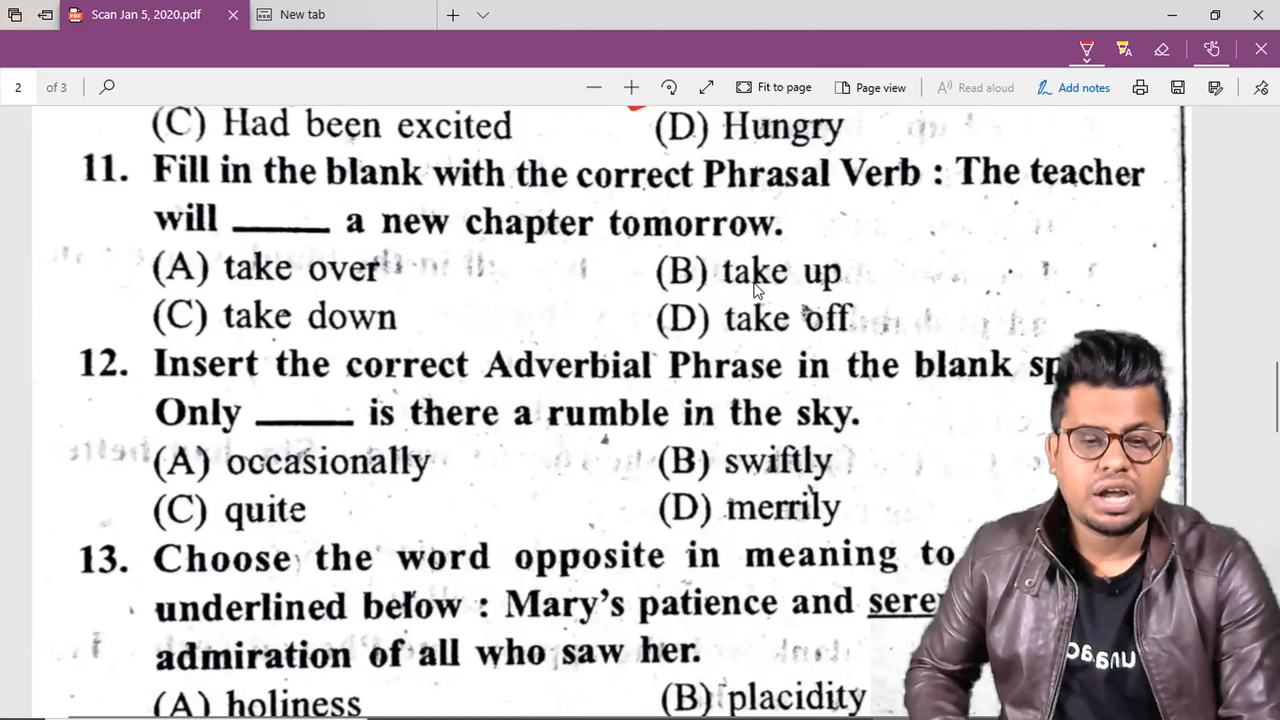 Scan Jan 5, 2020.pdf
New tab
2 of 3
Fit to page
Page view
Read aloud
Add notes
(C) Had been excited (D) Hungry
11. Fill in the blank with the correct Phrasal Verb : The teacher
will _____ a new chapter tomorrow.
(A) take over (B) take up
(C) take down (D) take off
12. Insert the correct Adverbial Phrase in the blank
Only _____ is there a rumble in the sky.
(A) occasionally (B) swiftly
(C) quite (D) merrily
13. Choose the word opposite in meaning to
underlined below : Mary's patience and
admiration of all who saw her.
(A) holiness (B) placidity